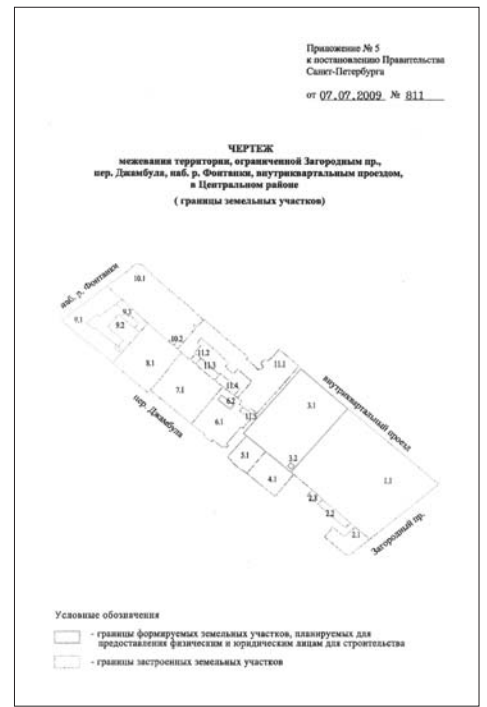 Приложение № 5
к постановлению Правительства
Санкт-Петербурга
от 07.07.2009 № 811
ЧЕРТЕЖ
межевания территории, ограниченной Загородным пр.,
пер. Джамбула, наб. р. Фонтанки, внутриквартальным проездом,
в Центральном районе
( границы земельных участков)
наб. р. Фонтанки
10.1
9.1
9.3
9.2
10.2
8.1
11.2
11.3
11.1
7.1
11.4
6.2
внутриквартальный проезд
пер. Джамбула
6.1
11.5
3.1
5.1
3.2
4.1
1.1
2.3
2.2
2.1
Загородный пр.
Условные обозначения
- границы формируемых земельных участков, планируемых для
предоставления физическим и юридическим лицам для строительства
- границы застроенных земельных участков